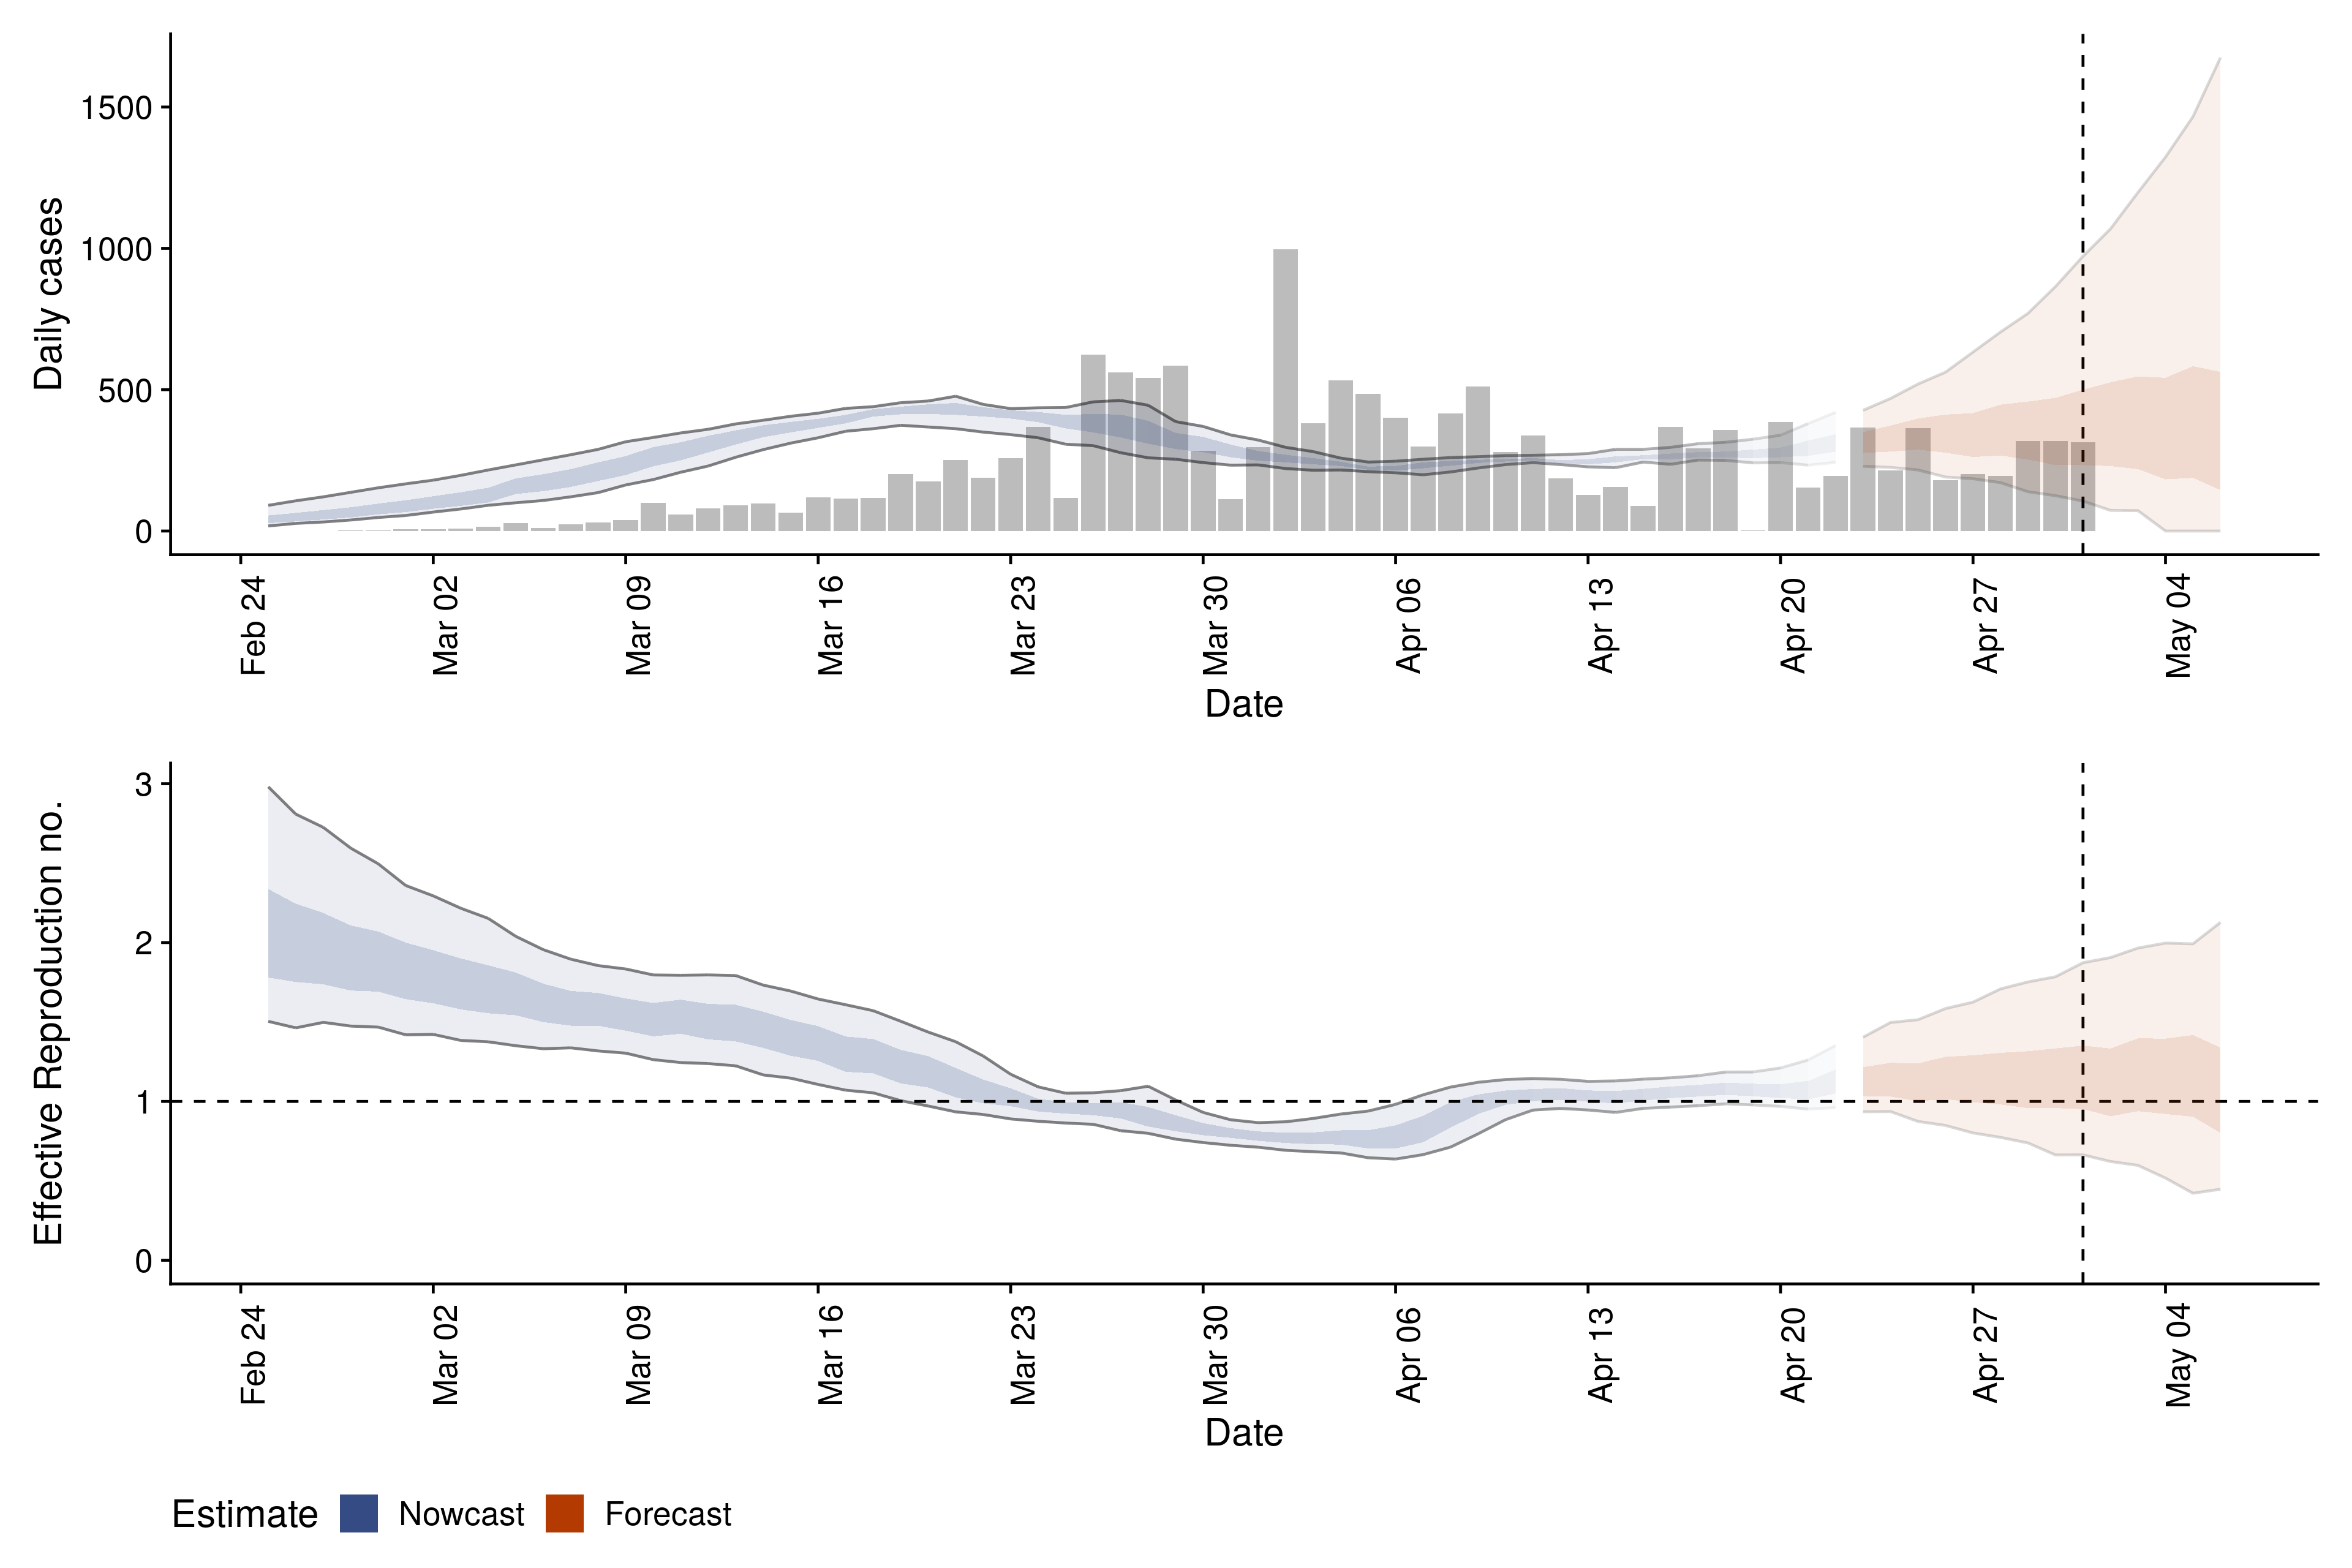 Daily cases
1500
1000
500
0
Feb 24
Mar 02
Mar 09
Mar 16
Mar 23
Mar 30
Apr 06
Apr 13
Apr 20
Apr 27
May 04
Date
Effective Reproduction no.
3
2
1
0
Feb 24
Mar 02
Mar 09
Mar 16
Mar 23
Mar 30
Apr 06
Apr 13
Apr 20
Apr 27
May 04
Date
Estimate Nowcast Forecast